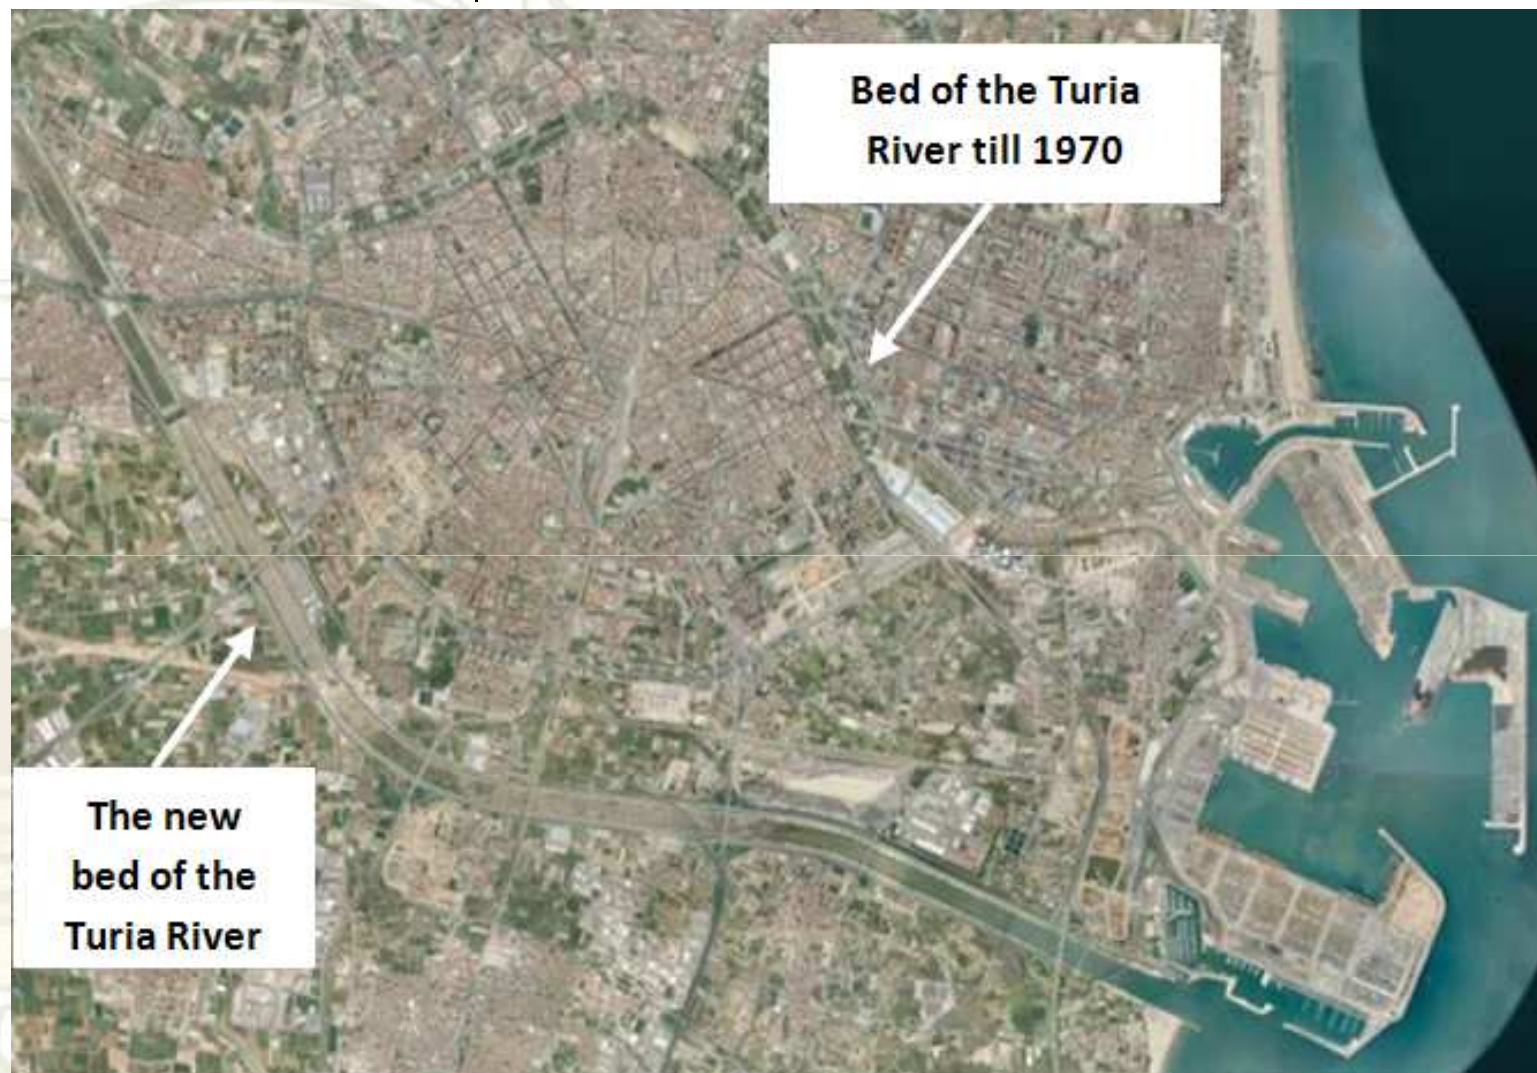 Bed of the Turia
River till 1970
The new
bed of the
Turia River